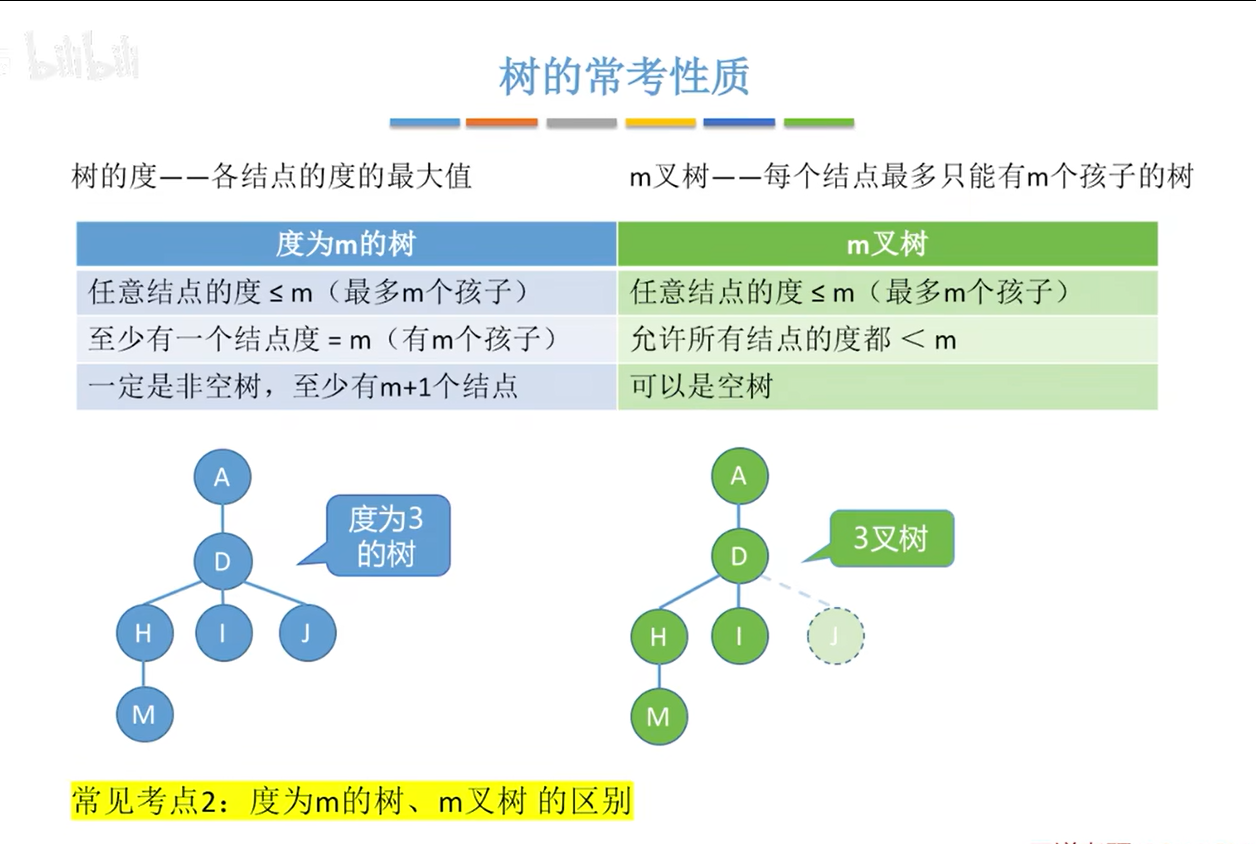 bilibili
树的常考性质
树的度——各结点的度的最大值
m叉树——每个结点最多只能有m个孩子的树
度为m的树
m叉树
任意结点的度 ≤ m（最多m个孩子）
任意结点的度 ≤ m（最多m个孩子）
至少有一个结点度 = m（有m个孩子）
允许所有结点的度都 ＜ m
一定是非空树，至少有m+1个结点
可以是空树
A
D
H
I
J
M
度为3
的树
A
D
H
I
J
M
3叉树
常见考点2：度为m的树、m叉树 的区别